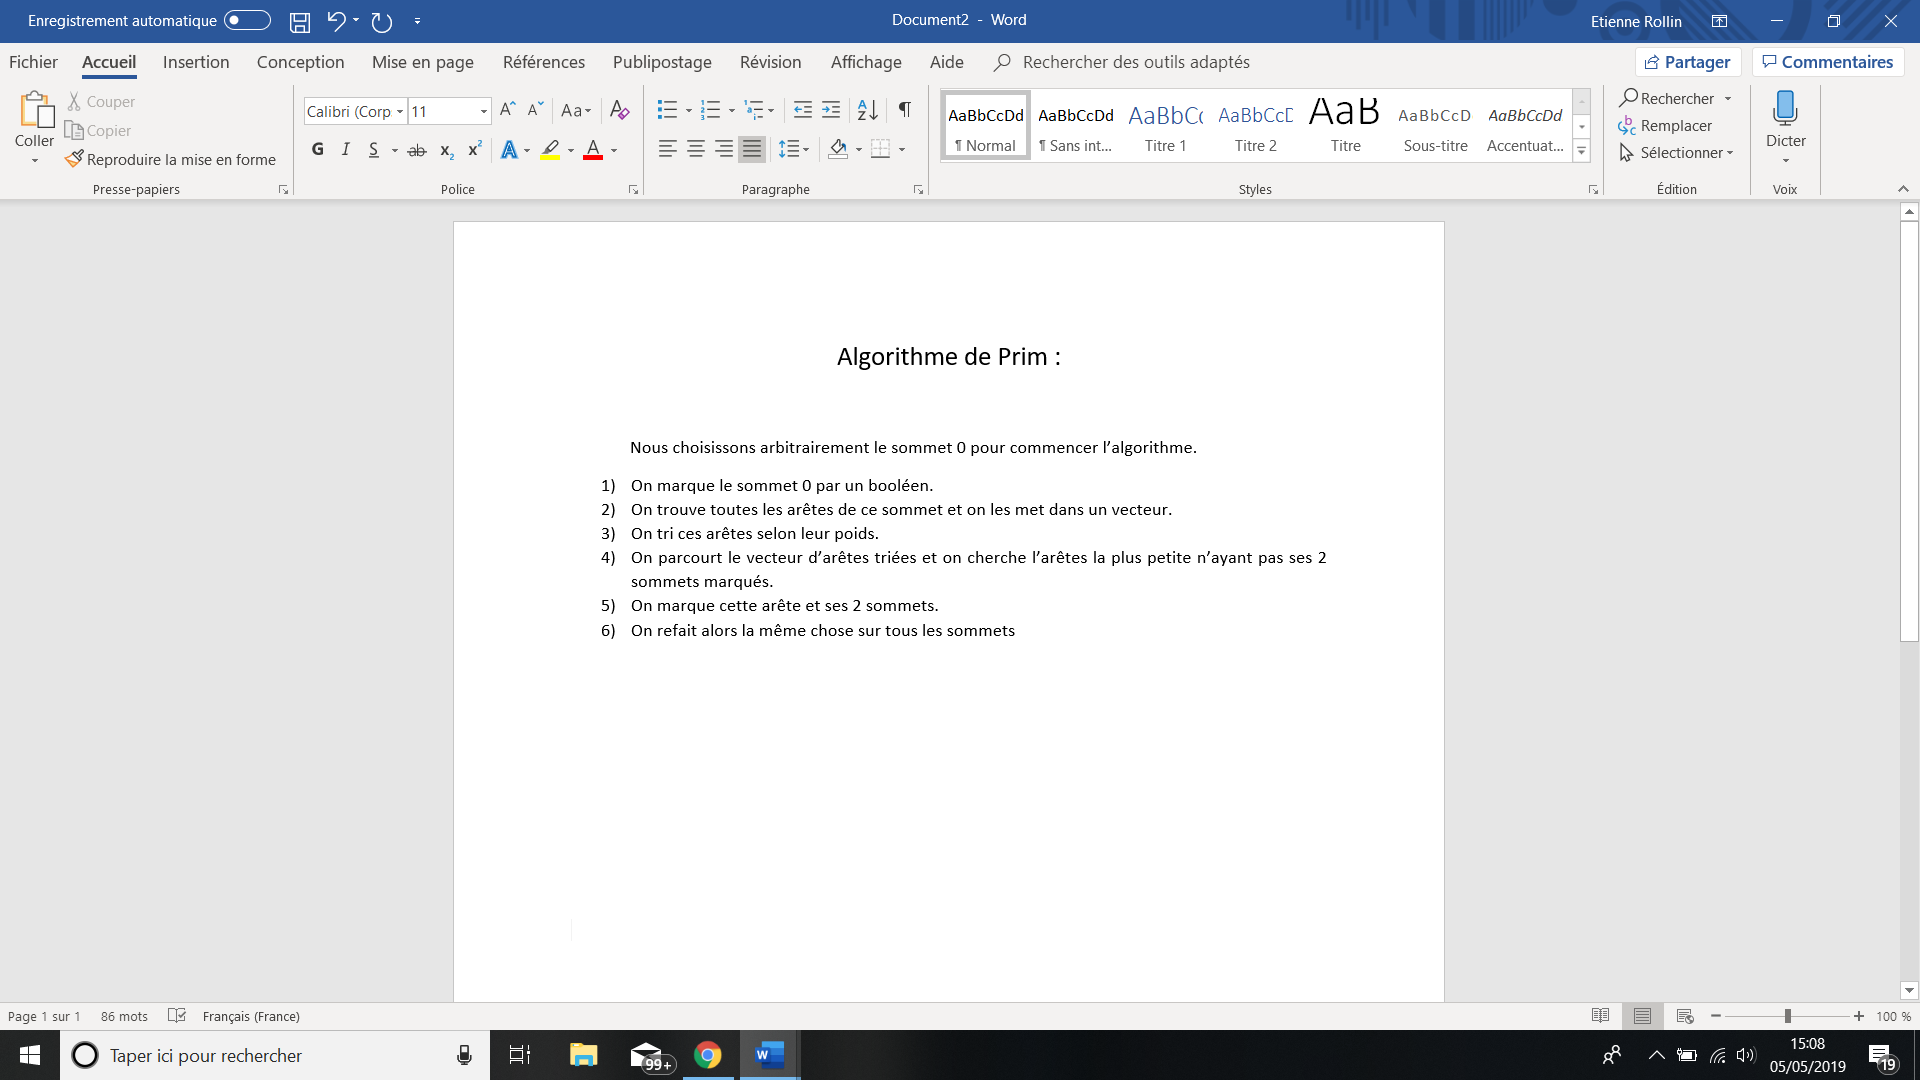 Enregistrement automatique
Document2 - Word
Etienne Rollin
Fichier Accueil Insertion Conception Mise en page Références Publipostage Révision Affichage Aide Rechercher des outils adaptés Partager Commentaires
Coller
Couper
Copier
Reproduire la mise en forme
Presse-papiers
Calibri (Corp 11
Aa
G I S ab x₂ x² A A
Police
Paragraphe
AaBbCcDd AaBbCcDd AaBbCc AaBbCcD AaB AaBbCcD AaBbCcDd
¶ Normal ¶ Sans int... Titre 1 Titre 2 Titre Sous-titre Accentuat...
Styles
Rechercher
Remplacer
Sélectionner
Édition
Dicter
Voix
Algorithme de Prim :
Nous choisissons arbitrairement le sommet 0 pour commencer l’algorithme.
1) On marque le sommet 0 par un booléen.
2) On trouve toutes les arêtes de ce sommet et on les met dans un vecteur.
3) On tri ces arêtes selon leur poids.
4) On parcourt le vecteur d’arêtes triées et on cherche l’arêtes la plus petite n’ayant pas ses 2
sommets marqués.
5) On marque cette arête et ses 2 sommets.
6) On refait alors la même chose sur tous les sommets
Page 1 sur 1 86 mots Français (France) 100 %
Taper ici pour rechercher
99+
15:08
05/05/2019
19